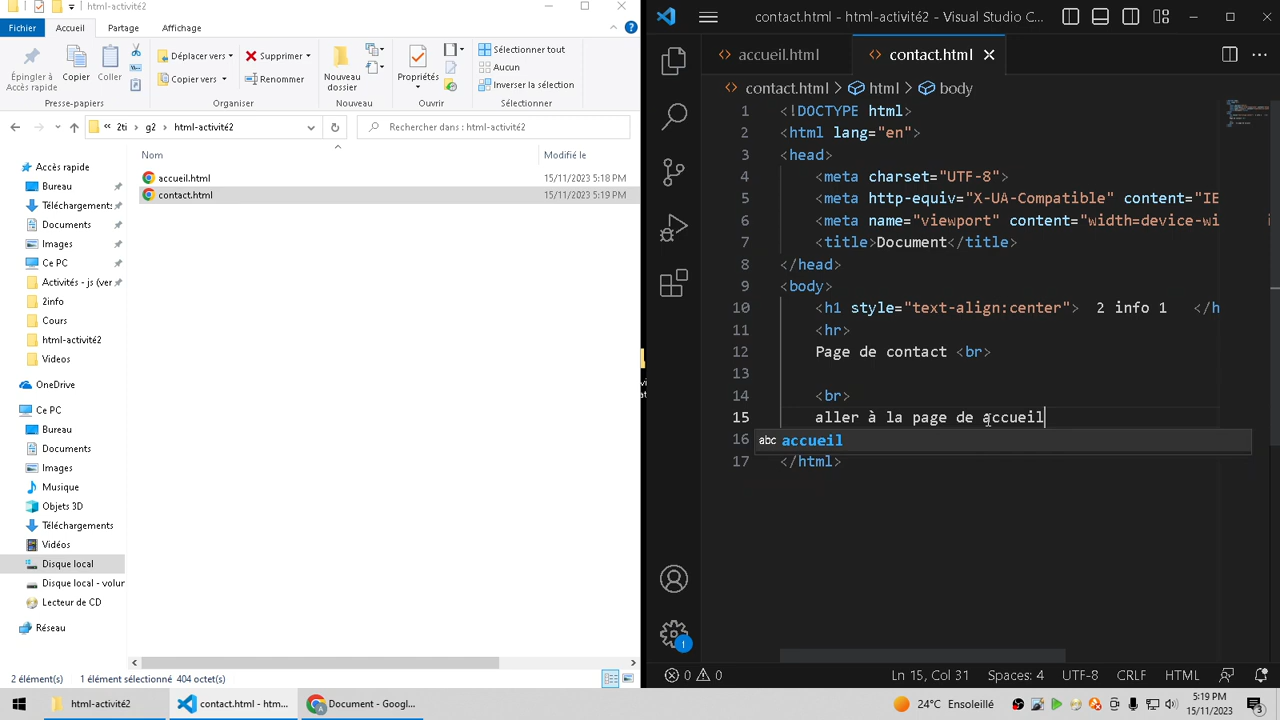 html-activité2
Fichier Accueil Partage Affichage
Épingler à Accès rapide
Copier
Coller
Presse-papiers
Déplacer vers
Copier vers
Supprimer
Renommer
Organiser
Nouveau dossier
Nouveau
Propriétés
Ouvrir
Sélectionner tout
Aucun
Inverser la sélection
Sélectionner
« 2ti > g2 > html-activité2
Rechercher dans : html-activité2
Nom Modifié le
accueil.html 15/11/2023 5:18 PM
contact.html 15/11/2023 5:19 PM
Accès rapide
Bureau
Téléchargement:
Documents
Images
Ce PC
Activités - js (ver
2info
Cours
html-activité2
Videos
OneDrive
Ce PC
Bureau
Documents
Images
Musique
Objets 3D
Téléchargements
Vidéos
Disque local
Disque local - volur
Lecteur de CD
Réseau
2 élément(s) 1 élément sélectionné 404 octet(s)
contact.html - html-activité2 - Visual Studio C...
accueil.html contact.html
contact.html > html > body
1 <!DOCTYPE html>
2 <html lang="en">
3 <head>
4 <meta charset="UTF-8">
5 <meta http-equiv="X-UA-Compatible" content="IE
6 <meta name="viewport" content="width=device-wi
7 <title>Document</title>
8 </head>
9 <body>
10 <h1 style="text-align:center"> 2 info 1 </h
11 <hr>
12 Page de contact <br>
13
14 <br>
15 aller à la page de accueil
abc accueil
16
17 </html>
1
0 0 Ln 15, Col 31 Spaces: 4 UTF-8 CRLF HTML
html-activité2
contact.html - htm...
Document - Googl...
24°C Ensoleillé
5:19 PM
15/11/2023
3